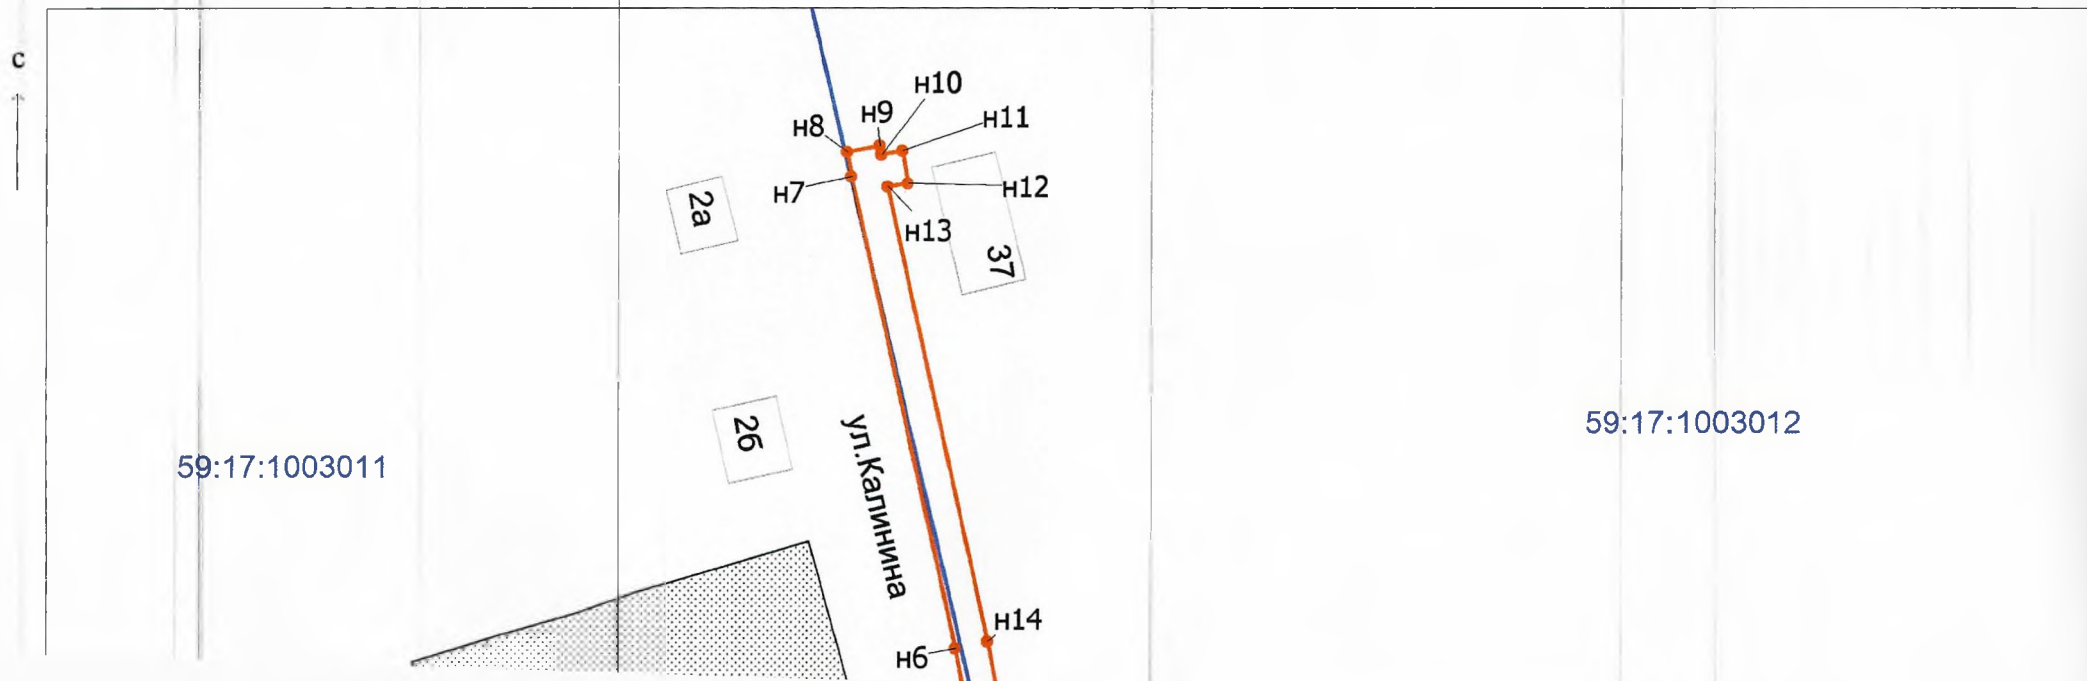 с
н10
н9
н11
н8
н7
н12
2а
н13
37
59:17:1003012
2б
ул.Калинина
59:17:1003011
н14
н6